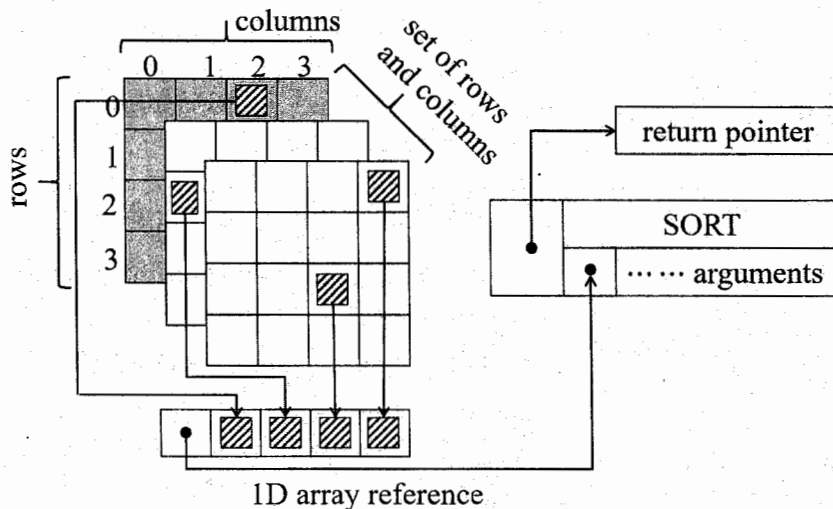 columns
0 1 2 3
set of rows
and columns
rows
0
1
2
3
return pointer
SORT
…… arguments
1D array reference